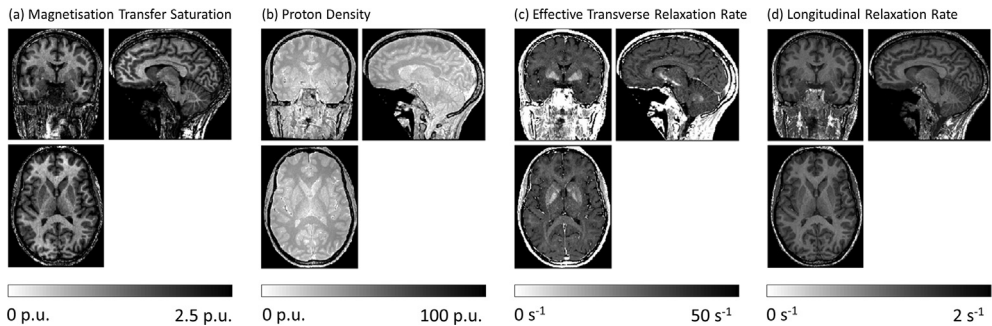 (a) Magnetisation Transfer Saturation
(b) Proton Density
(c) Effective Transverse Relaxation Rate
(d) Longitudinal Relaxation Rate
0 p.u. 2.5 p.u.
0 p.u. 100 p.u.
0 s-1 50 s-1
0 s-1 2 s-1